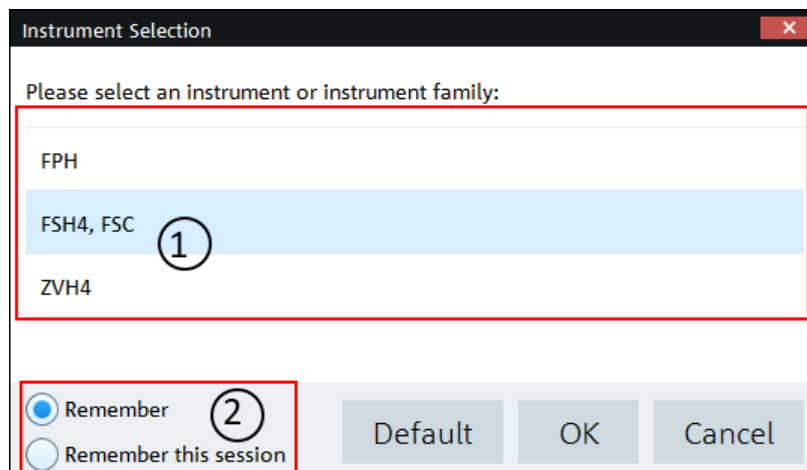 Instrument Selection
Please select an instrument or instrument family:
FPH
FSH4, FSC
1
ZVH4
Remember
2
Remember this session
Default
OK
Cancel